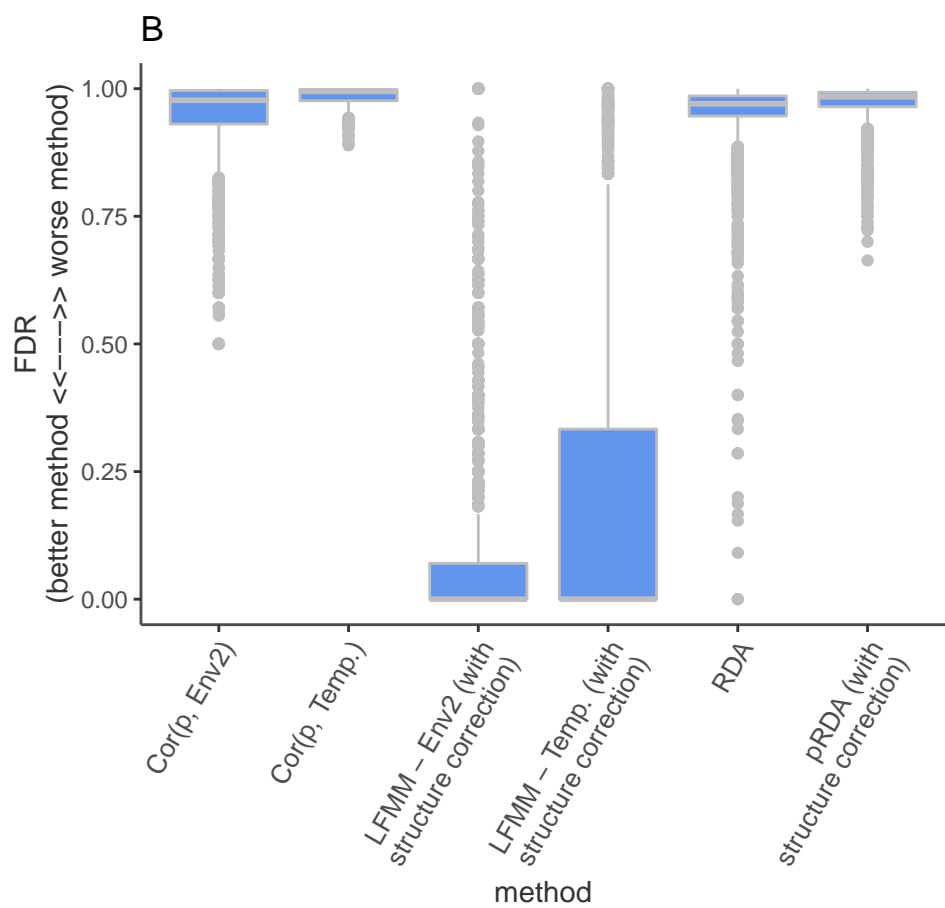 B
FDR
(better method <<−−−>> worse method)
1.00
0.75
0.50
0.25
0.00
Cor(p, Env2)
Cor(p, Temp.)
LFMM − Env2 (with
structure correction)
LFMM − Temp. (with
structure correction)
RDA
pRDA (with
structure correction)
method